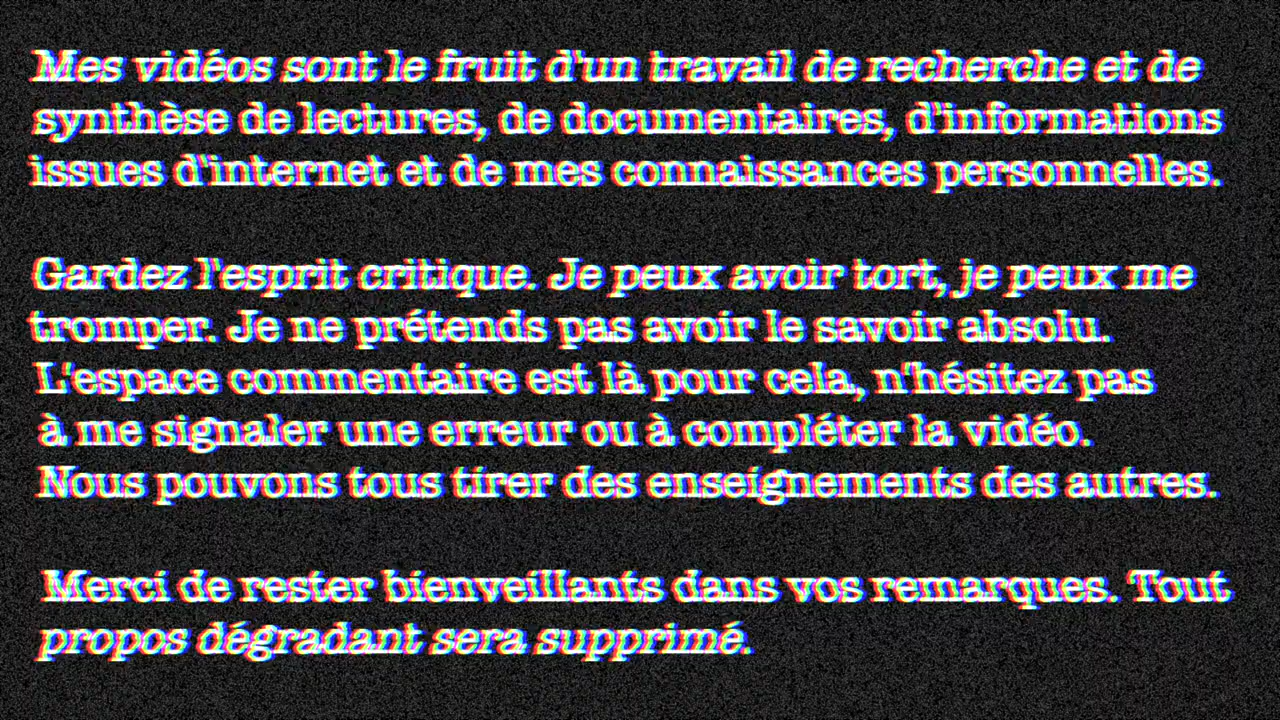 Mes vidéos sont le fruit d'un travail de recherche et de
synthèse de lectures, de documentaires, d'informations
issues d'internet et de mes connaissances personnelles.
Gardez l'esprit critique. Je peux avoir tort, je peux me
tromper. Je ne prétends pas avoir le savoir absolu.
L'espace commentaire est là pour cela, n'hésitez pas
à me signaler une erreur ou à compléter la vidéo.
Nous pouvons tous tirer des enseignements des autres.
Merci de rester bienveillants dans vos remarques. Tout
propos dégradant sera supprimé.